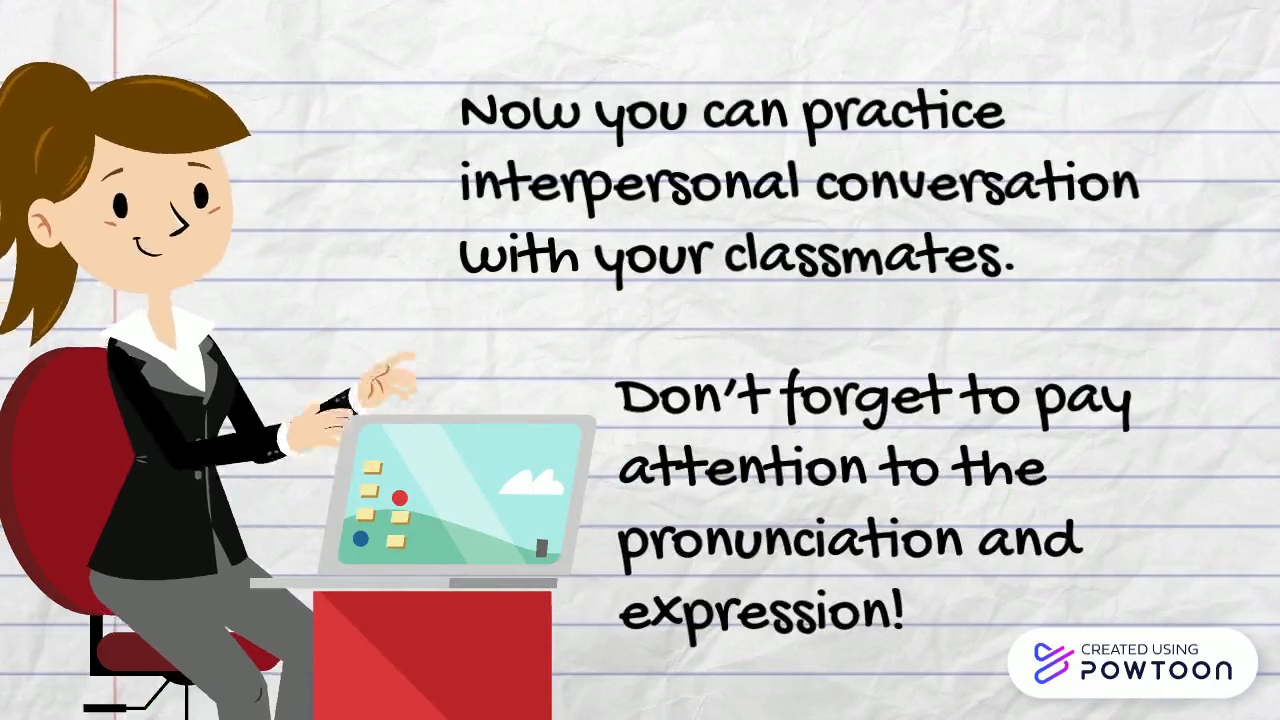 Now you can practice
interpersonal conversation
with your classmates.
Don't forget to pay
attention to the
pronunciation and
expression!
CREATED USING
POWTOON